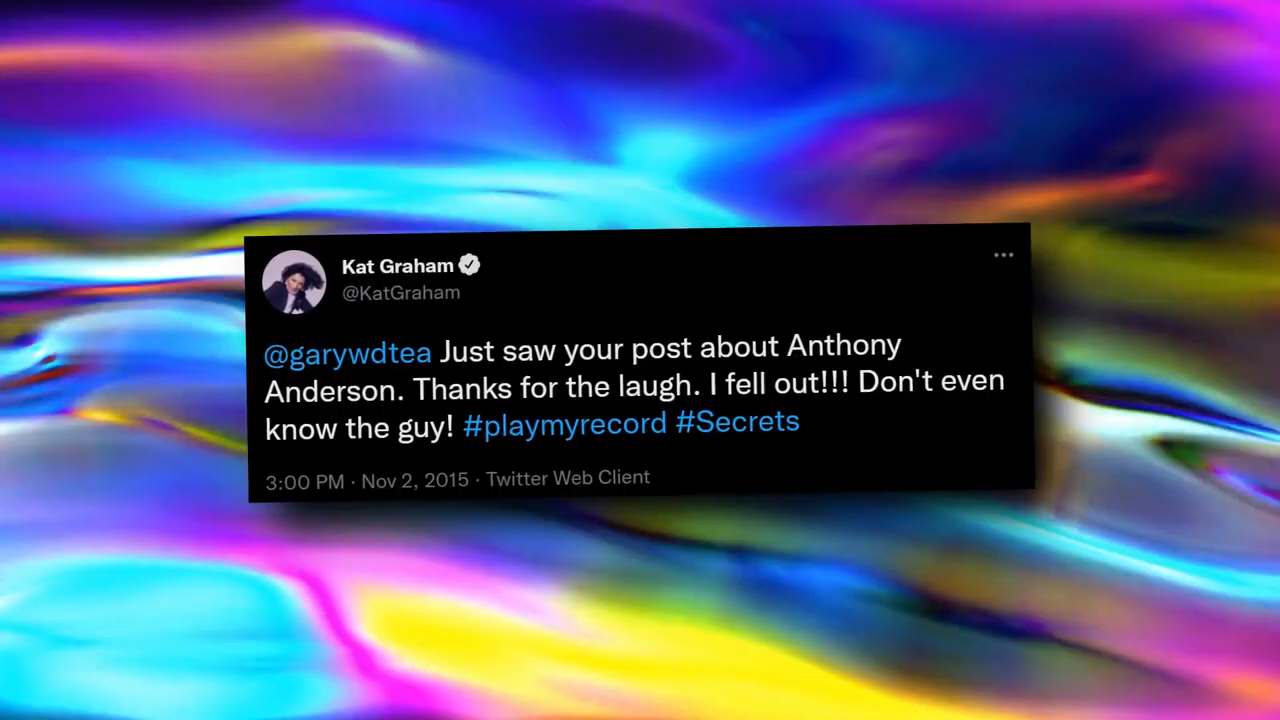 Kat Graham
@KatGraham
@garywdtea Just saw your post about Anthony
Anderson. Thanks for the laugh. I fell out!!! Don't even
know the guy! #playmyrecord #Secrets
3:00 PM · Nov 2, 2015 · Twitter Web Client